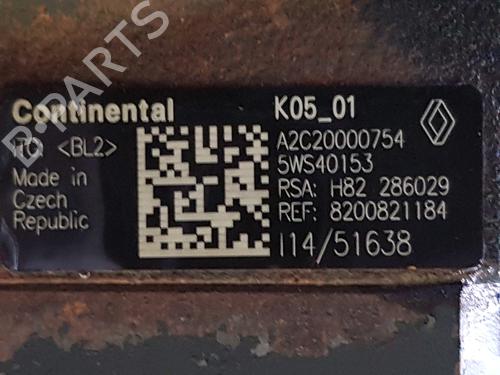 B-PARTS
Continental
K05_01
A2C20000754
<BL2>
5WS40153
Made in
Czech
Republic
RSA: H82 286029
REF: 8200821184
I14/51638